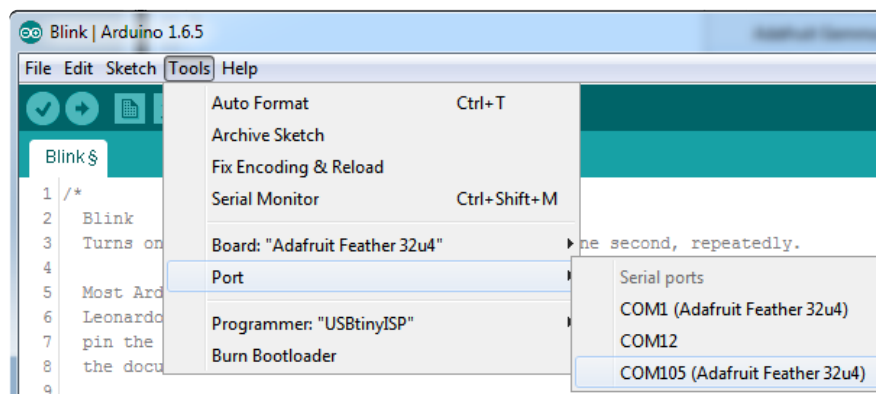 Blink | Arduino 1.6.5
File Edit Sketch Tools Help
Blink §
Auto Format Ctrl+T
Archive Sketch
Fix Encoding & Reload
Serial Monitor Ctrl+Shift+M
Board: "Adafruit Feather 32u4"
Port
Programmer: "USBtinyISP"
Burn Bootloader
Serial ports
COM1 (Adafruit Feather 32u4)
COM12
COM105 (Adafruit Feather 32u4)
1 /*
2 Blink
3 Turns on ne second, repeatedly.
4
5 Most Ard
6 Leonardo
7 pin the
8 the docu
9